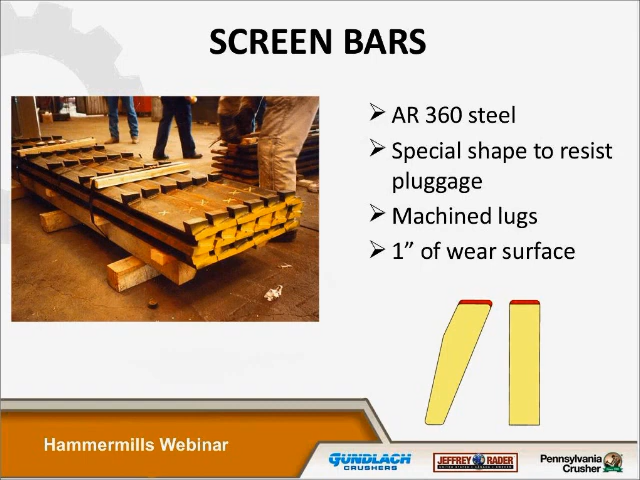 SCREEN BARS
AR 360 steel
Special shape to resist
pluggage
Machined lugs
1” of wear surface
Hammermills Webinar
GUNDLACH
CRUSHERS
JEFFREY RADER
Pennsylvania
Crusher